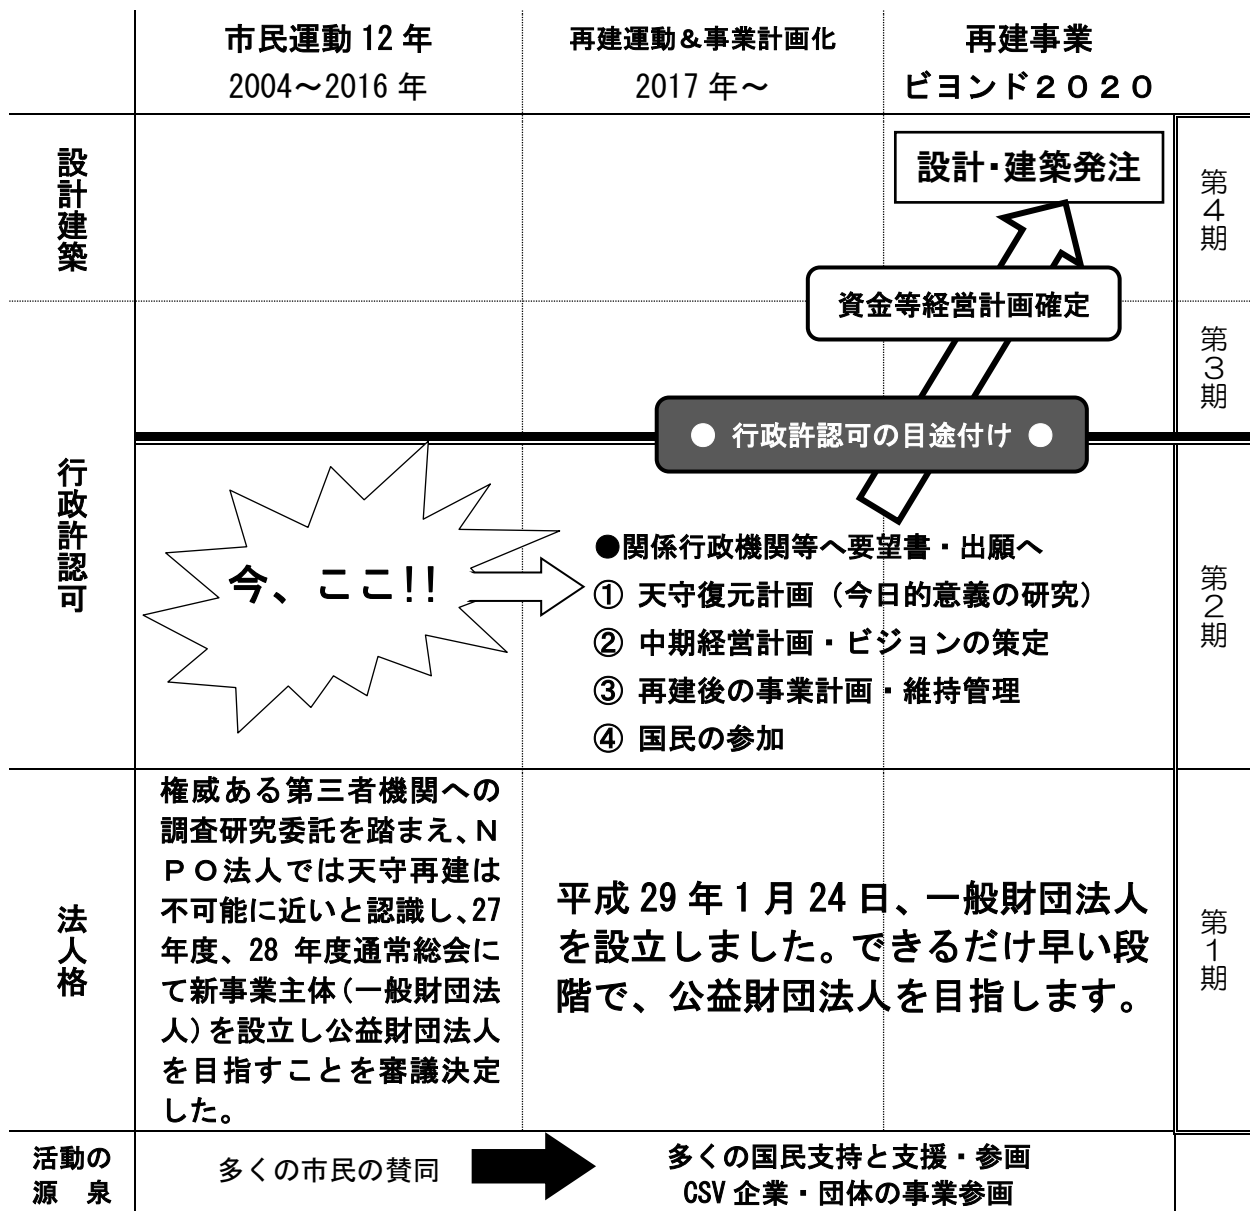 市民運動 12 年
2004～2016 年
再建運動＆事業計画化
2017 年～
再建事業
ビヨンド２０２０
設計建築
設計・建築発注
第4期
資金等経営計画確定
第3期
● 行政許認可の目途付け ●
行政許認可
今、ここ!!
●関係行政機関等へ要望書・出願へ
① 天守復元計画（今日的意義の研究）
② 中期経営計画・ビジョンの策定
③ 再建後の事業計画・維持管理
④ 国民の参加
第2期
法人格
権威ある第三者機関への
調査研究委託を踏まえ、Ｎ
ＰＯ法人では天守再建は
不可能に近いと認識し、27
年度、28 年度通常総会に
て新事業主体（一般財団法
人）を設立し公益財団法人
を目指すことを審議決定
した。
平成 29 年 1 月 24 日、一般財団法人
を設立しました。できるだけ早い段
階で、公益財団法人を目指します。
第1期
活動の
源　泉
多くの市民の賛同
多くの国民支持と支援・参画
CSV 企業・団体の事業参画